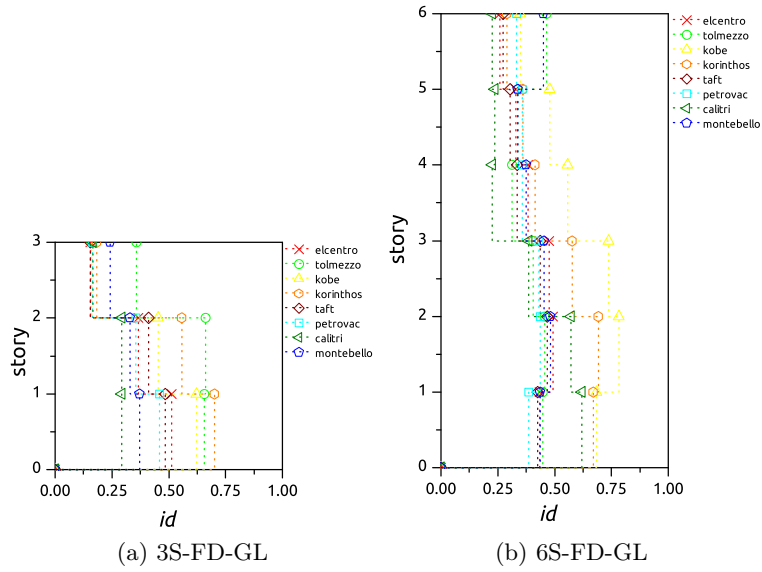 6
5
4
3
2
1
0
story
0.00 0.25 0.50 0.75 1.00
id
elcentro
tolmezzo
kobe
korinthos
taft
petrovac
calitri
montebello
3
2
1
0
story
0.00 0.25 0.50 0.75 1.00
id
elcentro
tolmezzo
kobe
korinthos
taft
petrovac
calitri
montebello
(a) 3S-FD-GL
(b) 6S-FD-GL